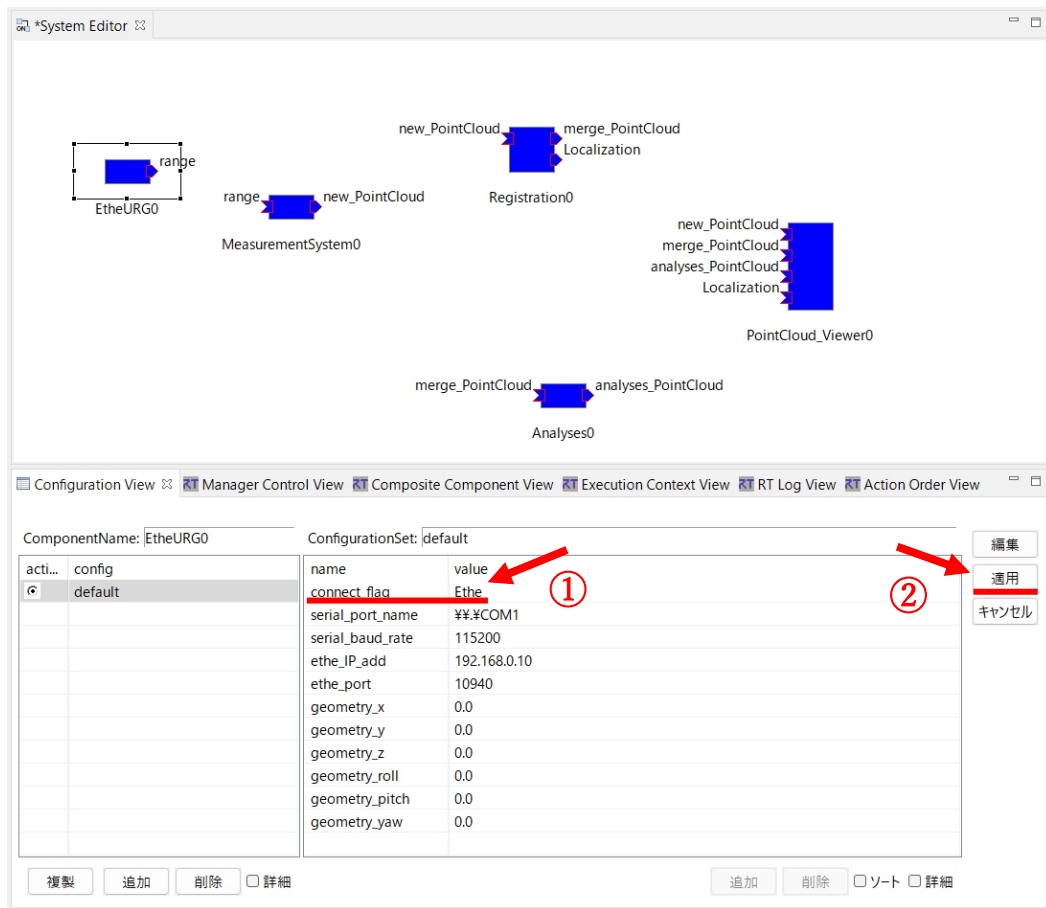 *System Editor
new_PointCloud
merge_PointCloud
Localization
Registration0
range
EtheURG0
range
new_PointCloud
MeasurementSystem0
new_PointCloud
merge_PointCloud
analyses_PointCloud
Localization
PointCloud_Viewer0
merge_PointCloud
analyses_PointCloud
Analyses0
Configuration View RT Manager Control View RT Composite Component View RT Execution Context View RT RT Log View RT Action Order View
ComponentName: EtheURG0 ConfigurationSet: default 編集
acti... config name value 適用
default connect_flag Ethe ① ② キャンセル
serial_port_name ¥¥.¥COM1
serial_baud_rate 115200
ethe_IP_add 192.168.0.10
ethe_port 10940
geometry_x 0.0
geometry_y 0.0
geometry_z 0.0
geometry_roll 0.0
geometry_pitch 0.0
geometry_yaw 0.0
複製 追加 削除 詳細 追加 削除 ソート 詳細